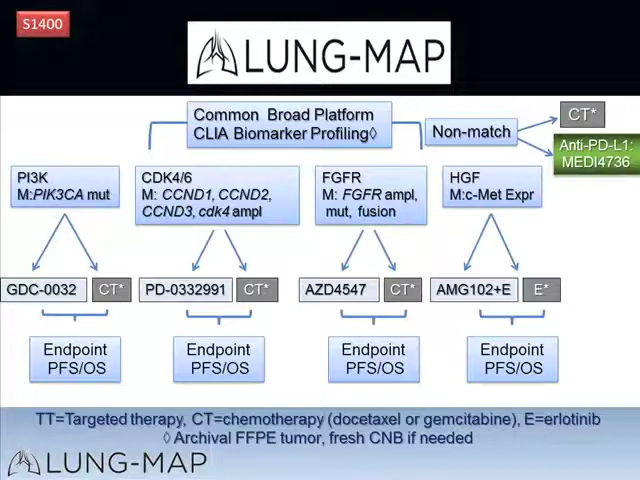 S1400
LUNG-MAP
Common Broad Platform
CLIA Biomarker Profiling◊
Non-match
CT*
Anti-PD-L1:
MEDI4736
PI3K
M:PIK3CA mut
CDK4/6
M: CCND1, CCND2,
CCND3, cdk4 ampl
FGFR
M: FGFR ampl,
mut, fusion
HGF
M:c-Met Expr
GDC-0032
CT*
PD-0332991
CT*
AZD4547
CT*
AMG102+E
E*
Endpoint
PFS/OS
Endpoint
PFS/OS
Endpoint
PFS/OS
Endpoint
PFS/OS
TT=Targeted therapy, CT=chemotherapy (docetaxel or gemcitabine), E=erlotinib
◊ Archival FFPE tumor, fresh CNB if needed
LUNG-MAP